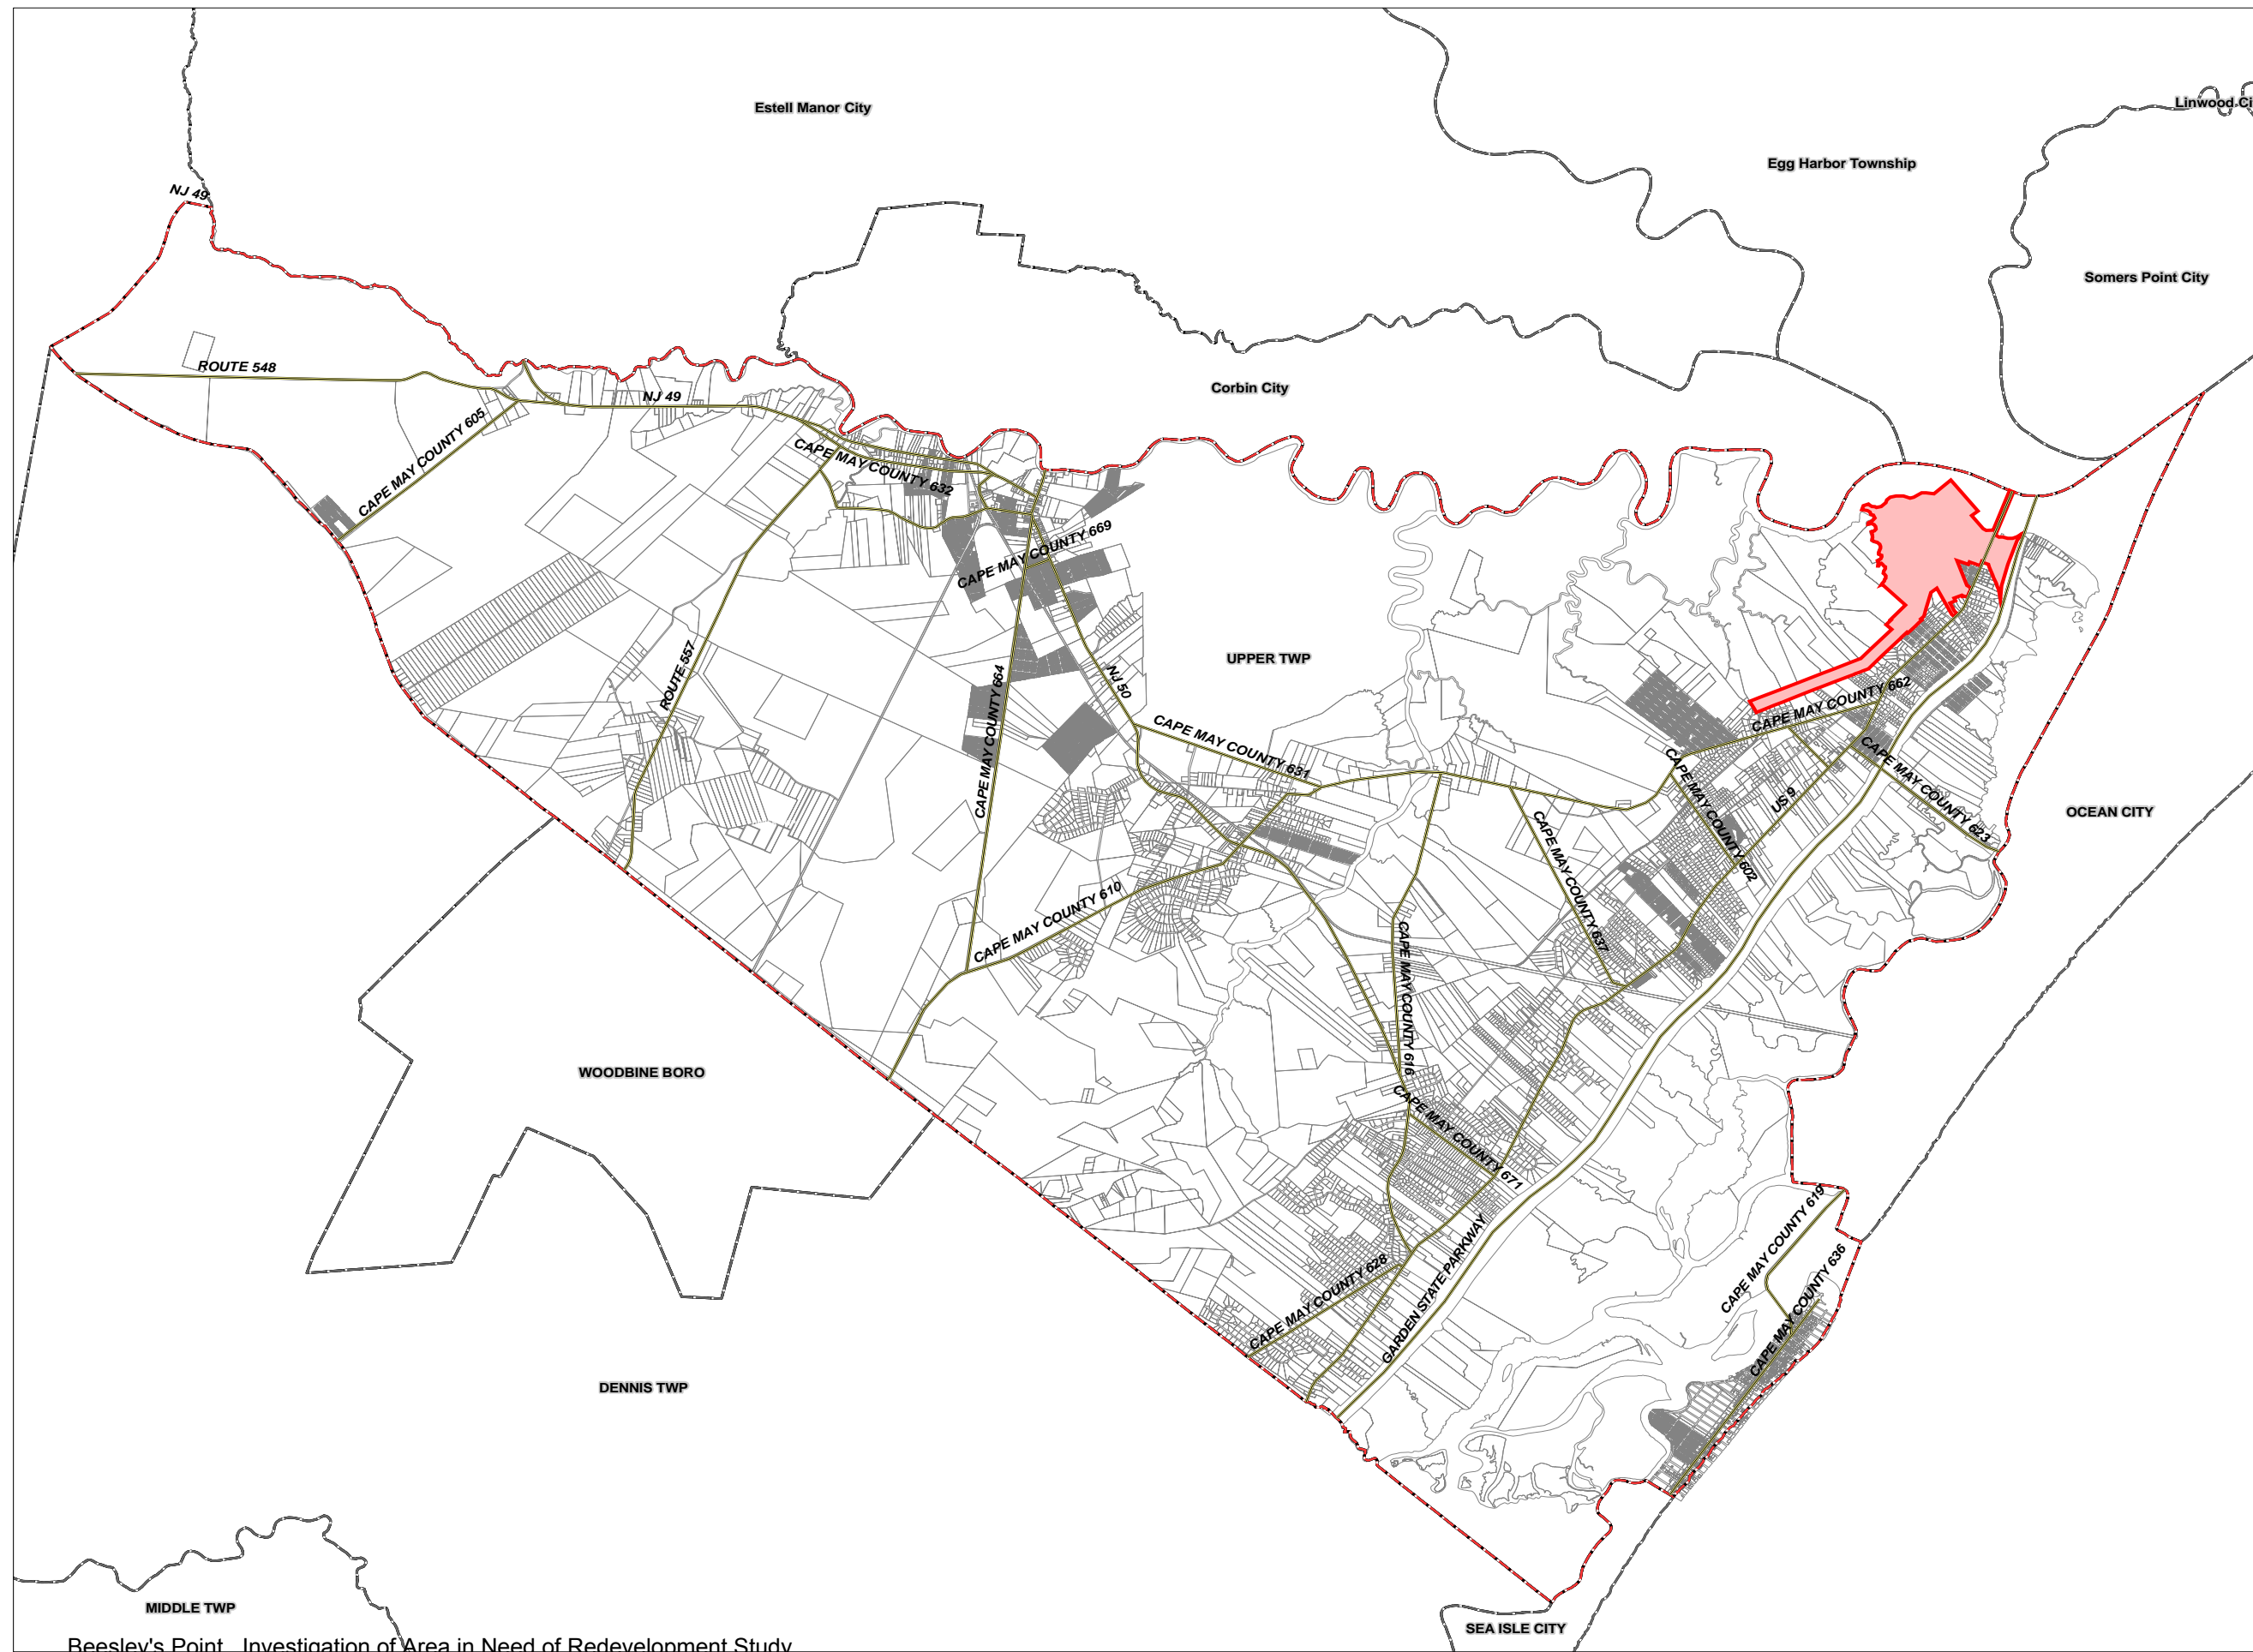 Estell Manor City
Linwood Ci
Egg Harbor Township
NJ 49
Somers Point City
ROUTE 548
Corbin City
NJ 49
CAPE MAY COUNTY 605
CAPE MAY COUNTY 632
CAPE MAY COUNTY 669
UPPER TWP
ROUTE 557
NJ 50
CAPE MAY COUNTY 664
CAPE MAY COUNTY 662
CAPE MAY COUNTY 631
CAPE MAY COUNTY 623
US 9
CAPE MAY COUNTY 602
OCEAN CITY
CAPE MAY COUNTY 637
CAPE MAY COUNTY 610
CAPE MAY COUNTY 616
WOODBINE BORO
CAPE MAY COUNTY 671
CAPE MAY COUNTY 619
CAPE MAY COUNTY 636
GARDEN STATE PARKWAY
CAPE MAY COUNTY 628
DENNIS TWP
MIDDLE TWP
SEA ISLE CITY
Beesley's Point , Investigation of Area in Need of Redevelopment Study